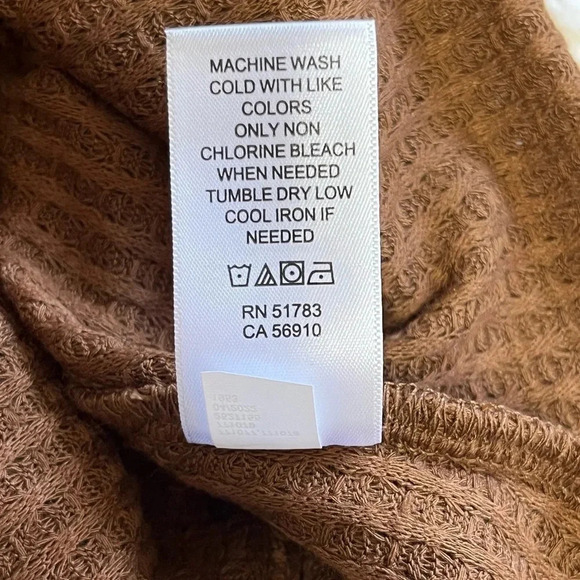 MACHINE WASH
COLD WITH LIKE
COLORS
ONLY NON
CHLORINE BLEACH
WHEN NEEDED
TUMBLE DRY LOW
COOL IRON IF
NEEDED
RN 51783
CA 56910